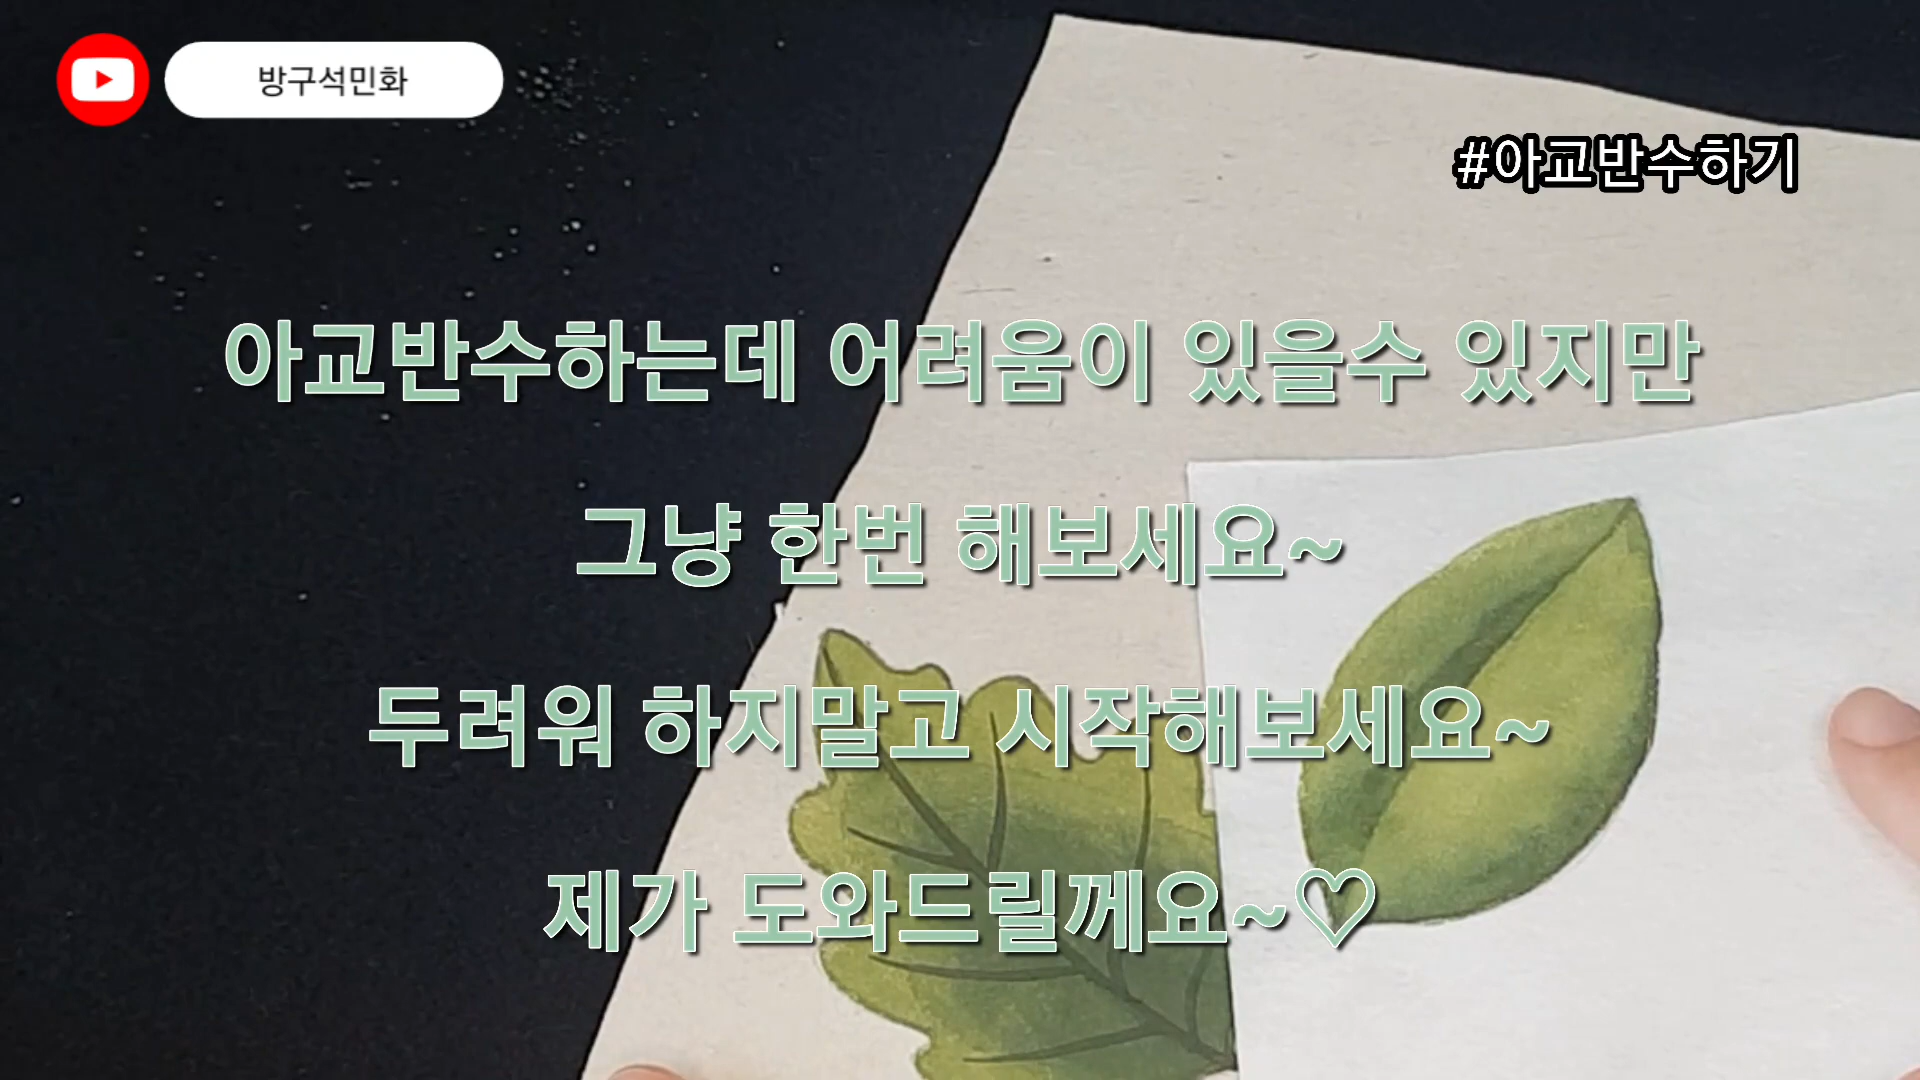 방구석민화
#아교반수하기
아교반수하는데 어려움이 있을수 있지만
그냥 한번 해보세요~
두려워 하지말고 시작해보세요~
제가 도와드릴께요~♡